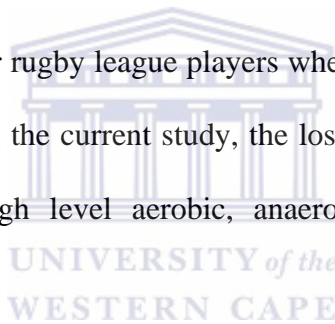 r rugby league players whe
the current study, the los
gh level aerobic, anaero
UNIVERSITY of the
WESTERN CAPE